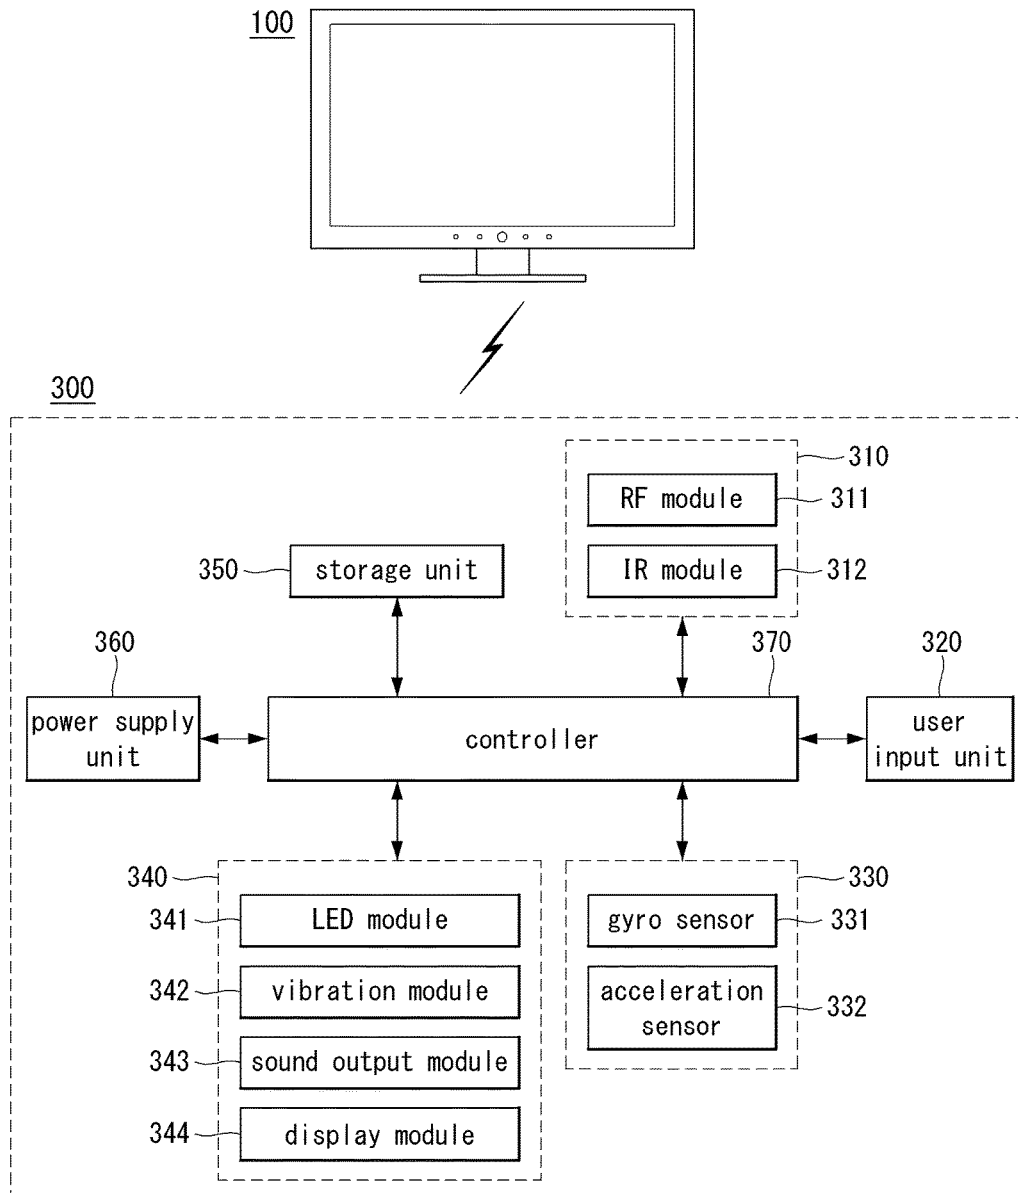 100
300
310
RF module
311
350
storage unit
IR module
312
360
370
320
power supply
unit
controller
user
input unit
340
330
341
LED module
gyro sensor
331
342
vibration module
acceleration
sensor
332
343
sound output module
344
display module